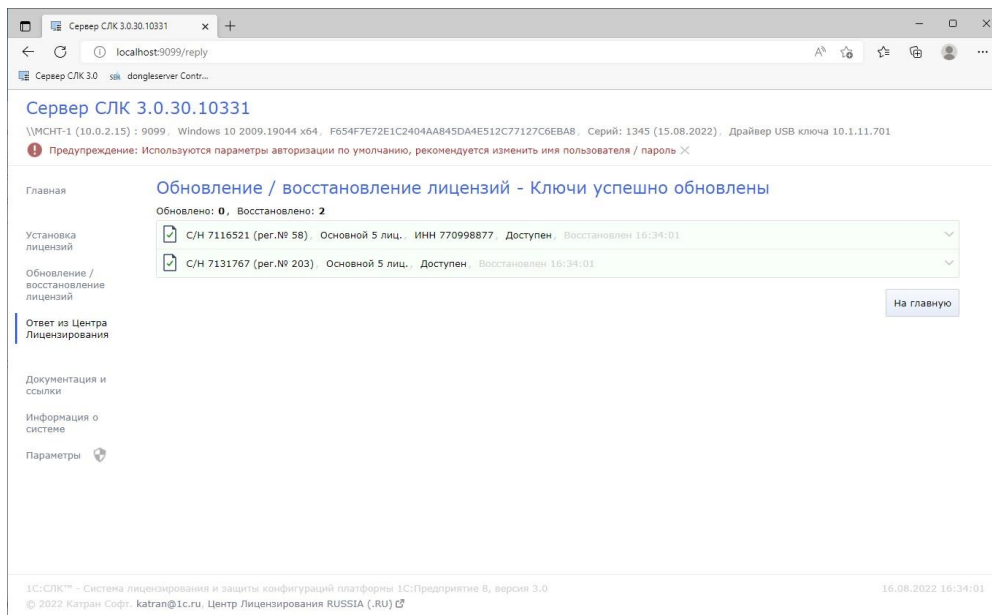 Сервер СЛК 3.0.30.10331
localhost:9099/reply
Сервер СЛК 3.0 dongleserver Contr...
Сервер СЛК 3.0.30.10331
\\МСНТ-1 (10.0.2.15) : 9099, Windows 10 2009.19044 x64, F654F7E72E1C2404AA845DA4E512C77127C6EBA8, Серий: 1345 (15.08.2022), Драйвер USB ключа 10.1.11.701
Предупреждение: Используются параметры авторизации по умолчанию, рекомендуется изменить имя пользователя / пароль
Главная
Установка
лицензий
Обновление /
восстановление
лицензий
Ответ из Центра
Лицензирования
Документация и
ссылки
Информация о
системе
Параметры
Обновление / восстановление лицензий - Ключи успешно обновлены
Обновлено: 0, Восстановлено: 2
С/Н 7116521 (рег.№ 58), Основной 5 лиц., ИНН 770998877, Доступен, Восстановлен 16:34:01
С/Н 7131767 (рег.№ 203), Основной 5 лиц., Доступен, Восстановлен 16:34:01
На главную
1С:СЛК™ - Система лицензирования и защиты конфигураций платформы 1С:Предприятие 8, версия 3.0
16.08.2022 16:34:01
© 2022 Катран Софт. katran@1c.ru, Центр Лицензирования RUSSIA (.RU)